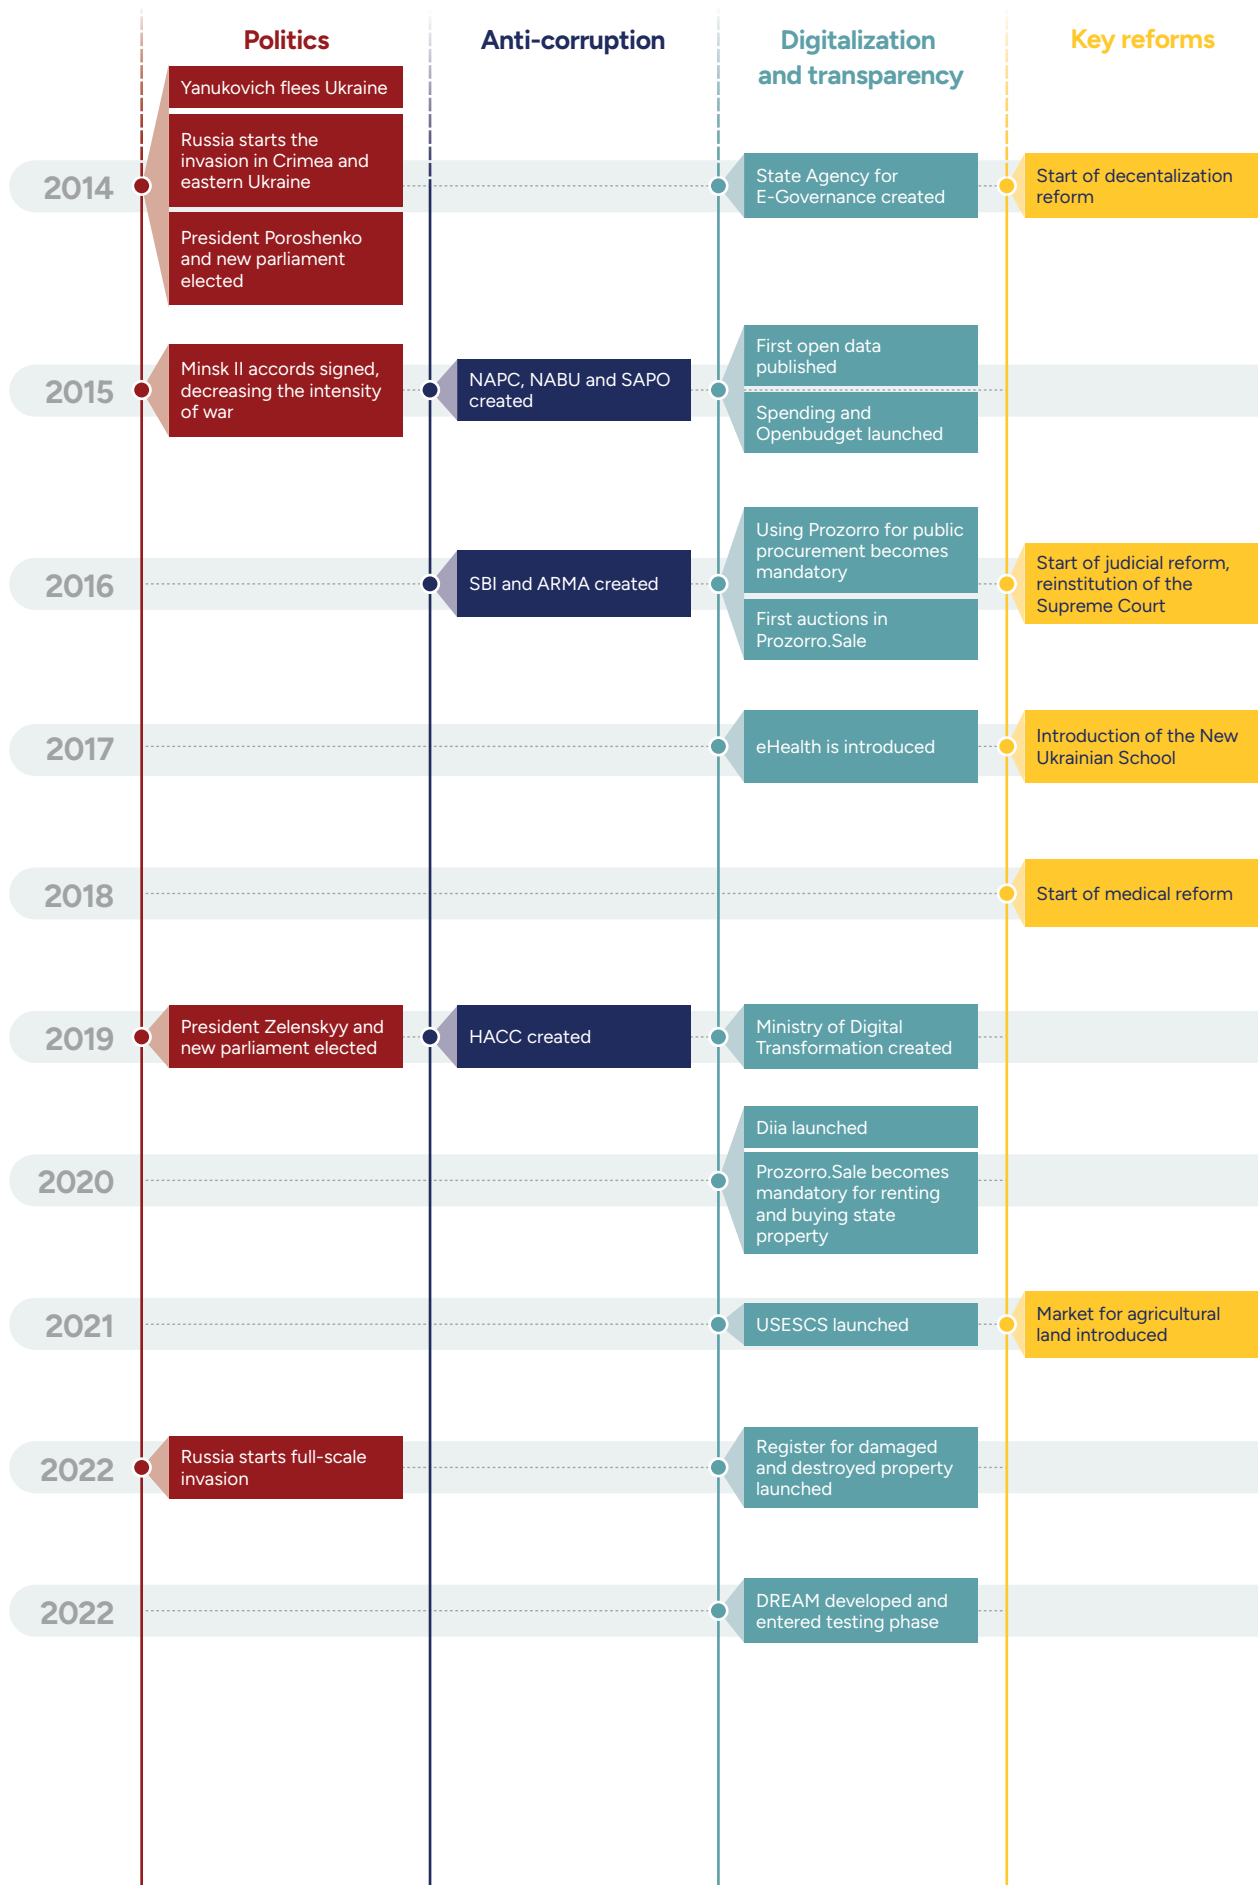 Politics
Anti-corruption
Digitalization
and transparency
Key reforms
2014
Yanukovich flees Ukraine
Russia starts the
invasion in Crimea and
eastern Ukraine
President Poroshenko
and new parliament
elected
State Agency for
E-Governance created
Start of decentalization
reform
2015
Minsk II accords signed,
decreasing the intensity
of war
NAPC, NABU and SAPO
created
First open data
published
Spending and
Openbudget launched
2016
SBI and ARMA created
Using Prozorro for public
procurement becomes
mandatory
First auctions in
Prozorro.Sale
Start of judicial reform,
reinstitution of the
Supreme Court
2017
eHealth is introduced
Introduction of the New
Ukrainian School
2018
Start of medical reform
2019
President Zelenskyy and
new parliament elected
HACC created
Ministry of Digital
Transformation created
2020
Diia launched
Prozorro.Sale becomes
mandatory for renting
and buying state
property
2021
USESCS launched
Market for agricultural
land introduced
2022
Russia starts full-scale
invasion
Register for damaged
and destroyed property
launched
2022
DREAM developed and
entered testing phase